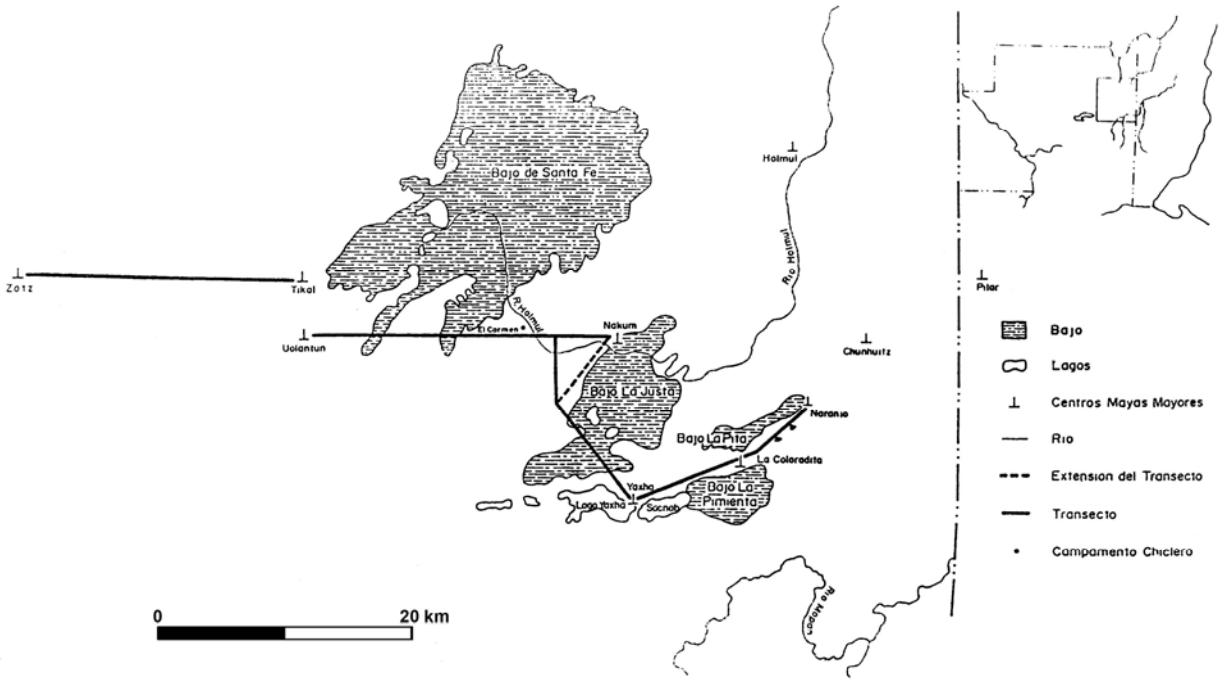 Bajo de Santa Fe
Holmul
RIO Holmul
Zotz
Tikal
Pilar
R. Holmul
El Carmen
Nakum
Uolantun
Chunhuitz
Bajo La Justa
Naranjo
Bajo La Pita
La Coloradita
Yaxha
Bajo La
Pimienta
Lago Yaxha
Sacnab
Rio Mopan
Bajo
Lagos
Centros Mayas Mayores
Rio
Extension del Transecto
Transecto
Campamento Chiclero
0
20 km